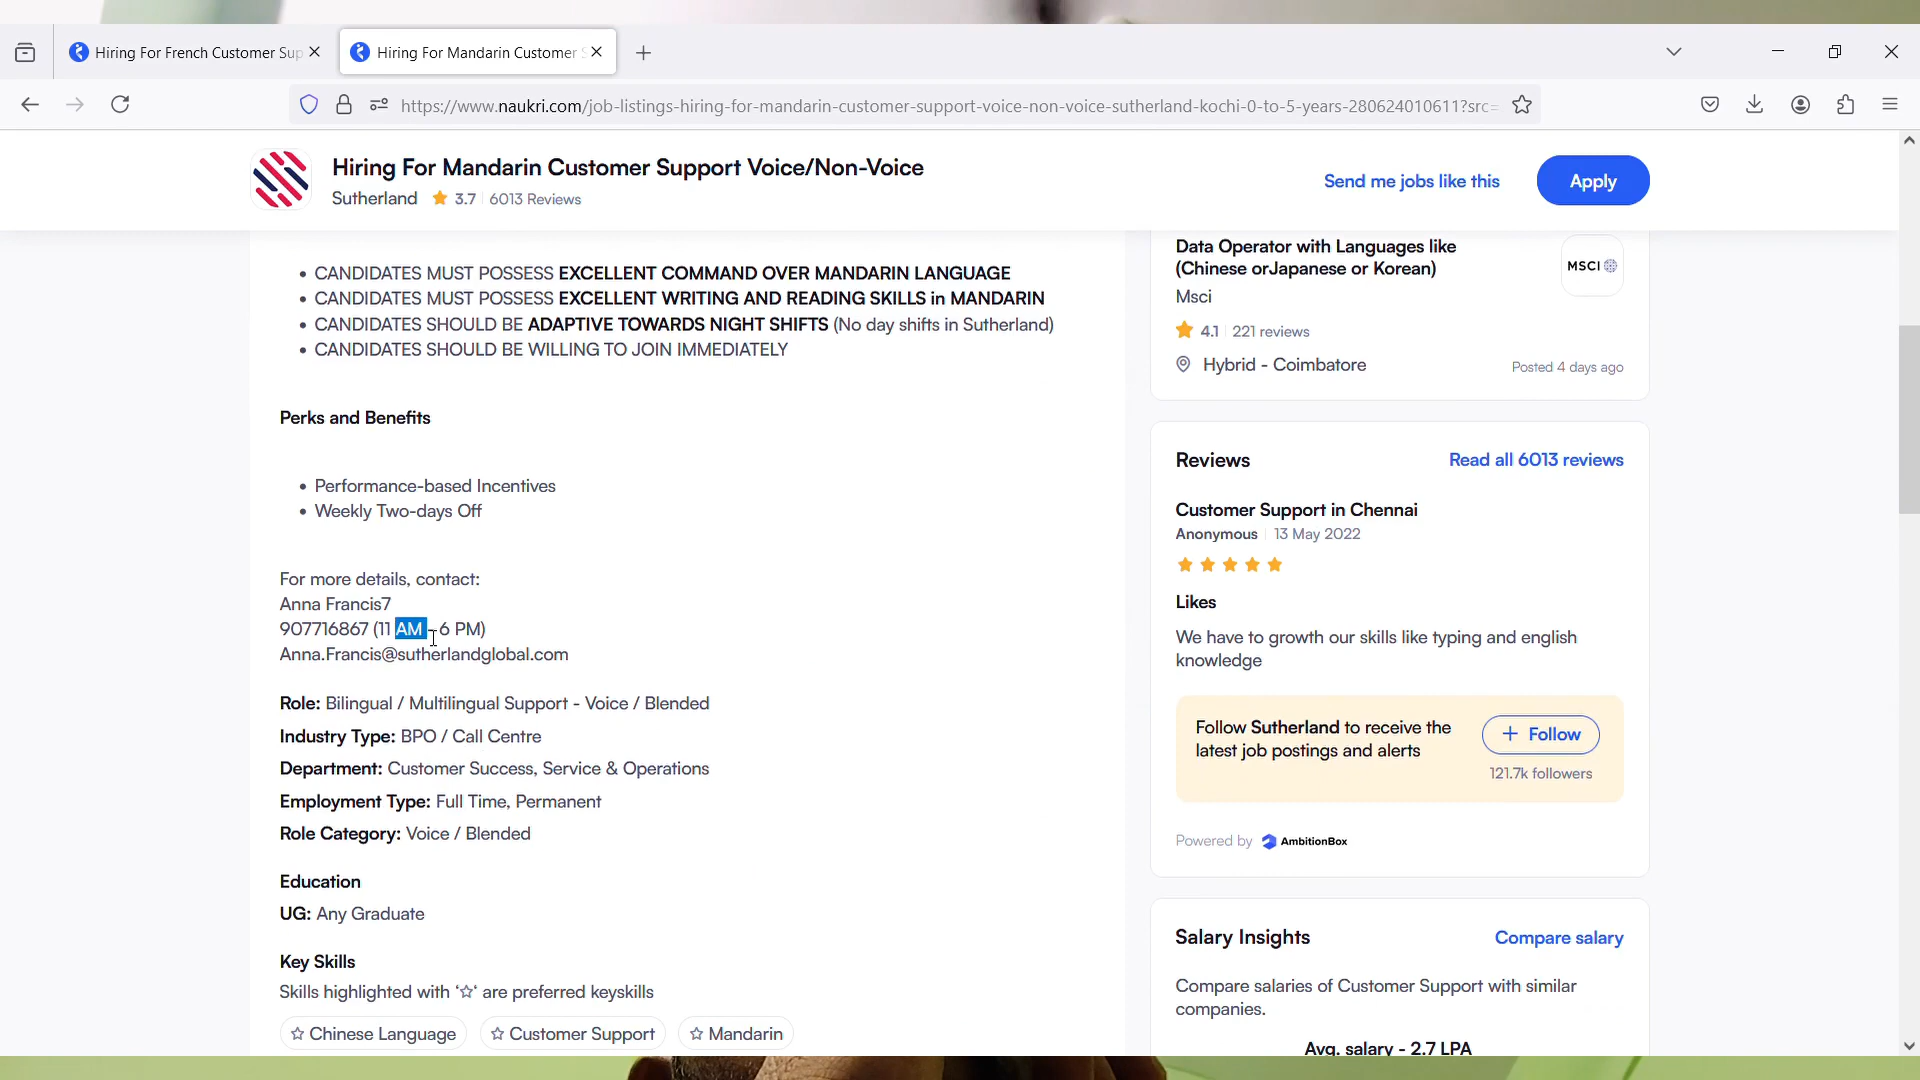 Hiring For French Customer Sup
Hiring For Mandarin Customer S
https://www.naukri.com/job-listings-hiring-for-mandarin-customer-support-voice-non-voice-sutherland-kochi-0-to-5-years-280624010611?src=
Hiring For Mandarin Customer Support Voice/Non-Voice
Sutherland 3.7 6013 Reviews
Send me jobs like this
Apply
• CANDIDATES MUST POSSESS EXCELLENT COMMAND OVER MANDARIN LANGUAGE
• CANDIDATES MUST POSSESS EXCELLENT WRITING AND READING SKILLS in MANDARIN
• CANDIDATES SHOULD BE ADAPTIVE TOWARDS NIGHT SHIFTS (No day shifts in Sutherland)
• CANDIDATES SHOULD BE WILLING TO JOIN IMMEDIATELY
Perks and Benefits
• Performance-based Incentives
• Weekly Two-days Off
For more details, contact:
Anna Francis7
907716867 (11 AM - 6 PM)
Anna.Francis@sutherlandglobal.com
Role: Bilingual / Multilingual Support - Voice / Blended
Industry Type: BPO / Call Centre
Department: Customer Success, Service & Operations
Employment Type: Full Time, Permanent
Role Category: Voice / Blended
Education
UG: Any Graduate
Key Skills
Skills highlighted with ‘☆’ are preferred keyskills
☆ Chinese Language
☆ Customer Support
☆ Mandarin
Data Operator with Languages like
(Chinese orJapanese or Korean)
MSCI
Msci
4.1 221 reviews
Hybrid - Coimbatore
Posted 4 days ago
Reviews
Read all 6013 reviews
Customer Support in Chennai
Anonymous 13 May 2022
Likes
We have to growth our skills like typing and english
knowledge
Follow Sutherland to receive the
latest job postings and alerts
+ Follow
121.7k followers
Powered by AmbitionBox
Salary Insights
Compare salary
Compare salaries of Customer Support with similar
companies.
Avg. salary - 2.7 LPA